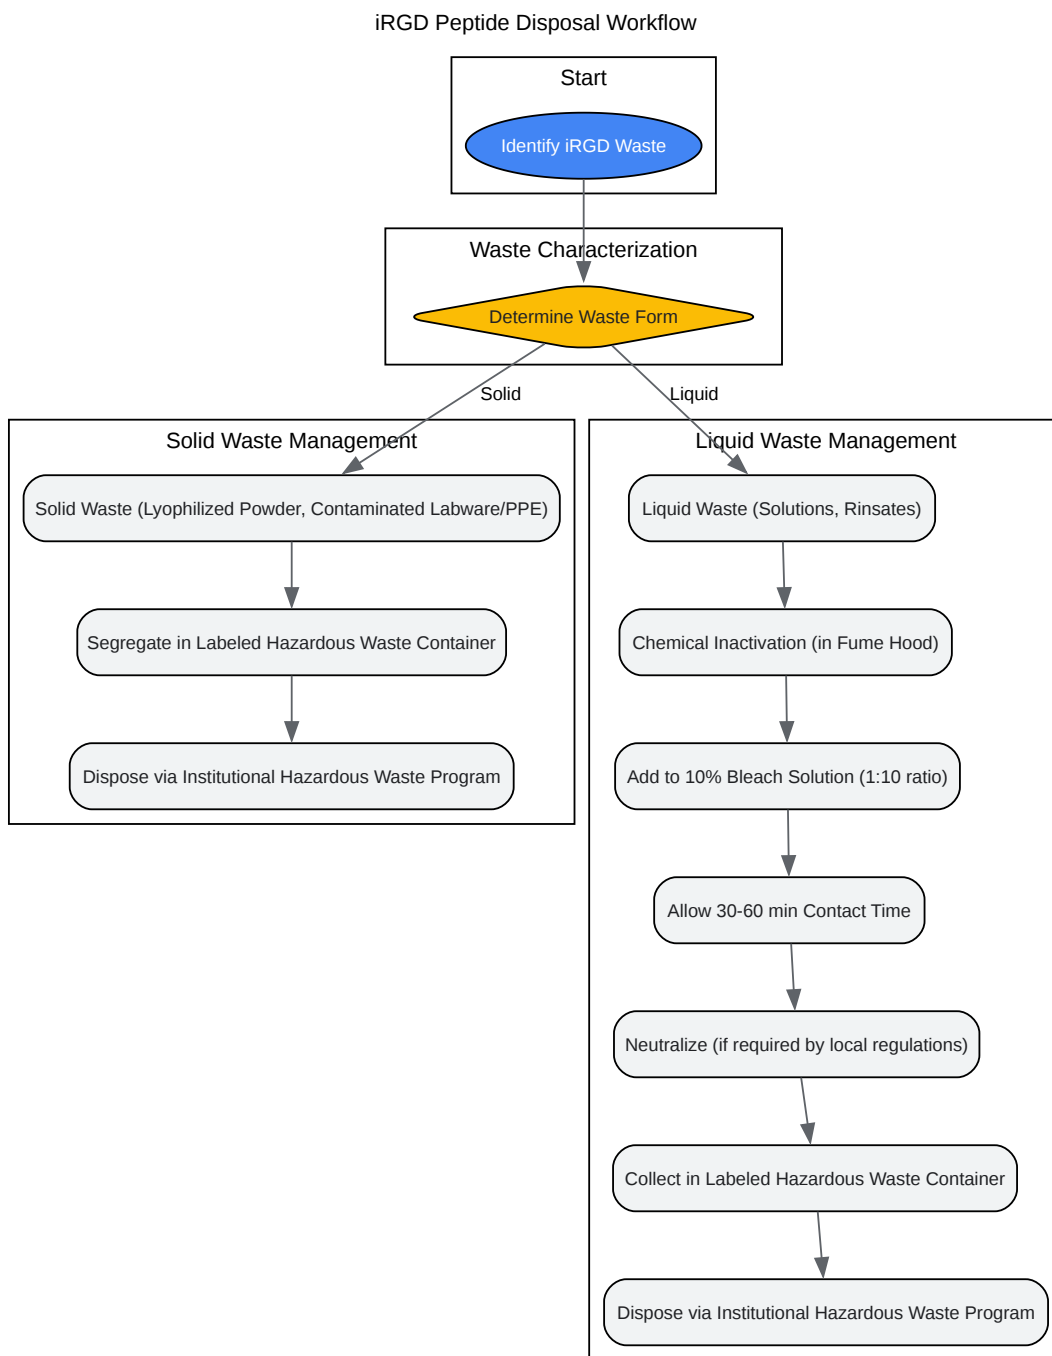 iRGD Peptide Disposal Workflow
Start
Identify iRGD Waste
Waste Characterization
Determine Waste Form
Solid
Liquid
Solid Waste Management
Solid Waste (Lyophilized Powder, Contaminated Labware/PPE)
Segregate in Labeled Hazardous Waste Container
Dispose via Institutional Hazardous Waste Program
Liquid Waste Management
Liquid Waste (Solutions, Rinsates)
Chemical Inactivation (in Fume Hood)
Add to 10% Bleach Solution (1:10 ratio)
Allow 30-60 min Contact Time
Neutralize (if required by local regulations)
Collect in Labeled Hazardous Waste Container
Dispose via Institutional Hazardous Waste Program